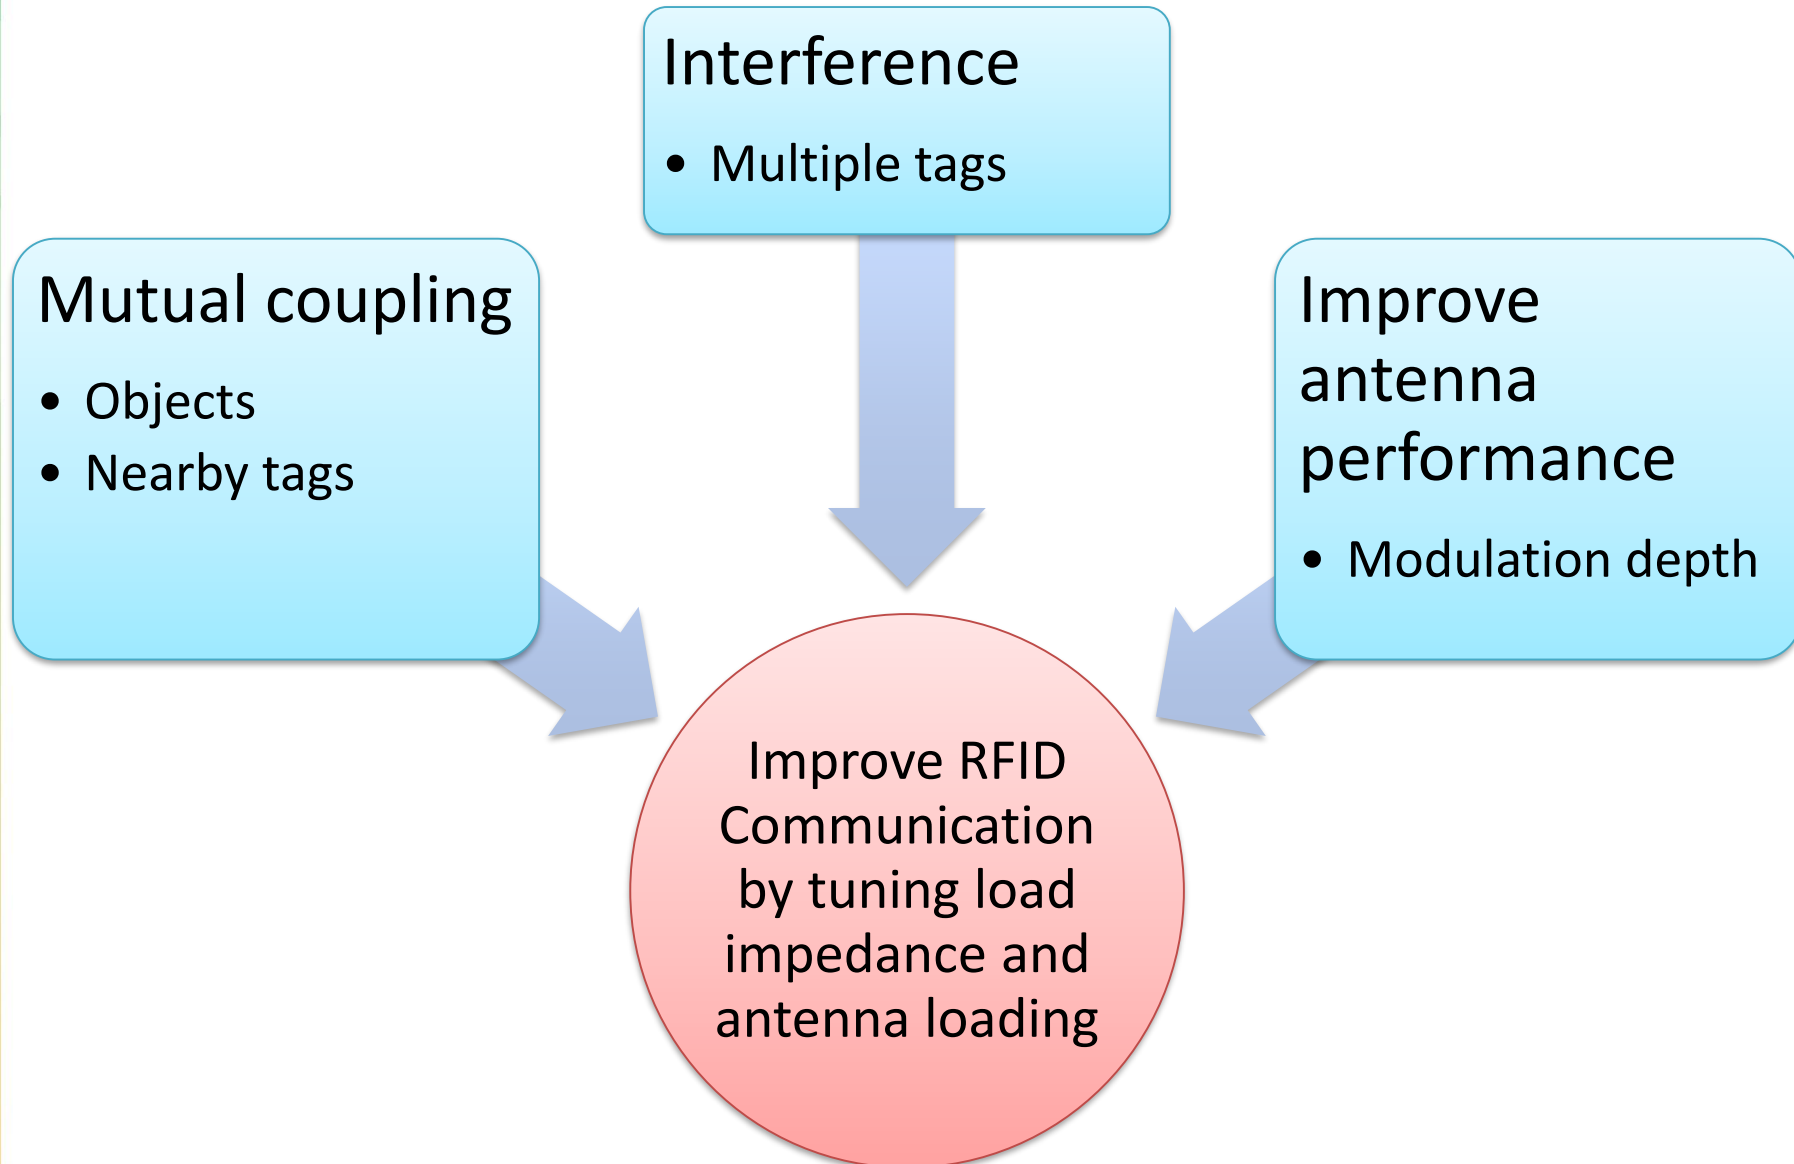 Interference
• Multiple tags
Mutual coupling
• Objects
• Nearby tags
Improve
antenna
performance
• Modulation depth
Improve RFID
Communication
by tuning load
impedance and
antenna loading